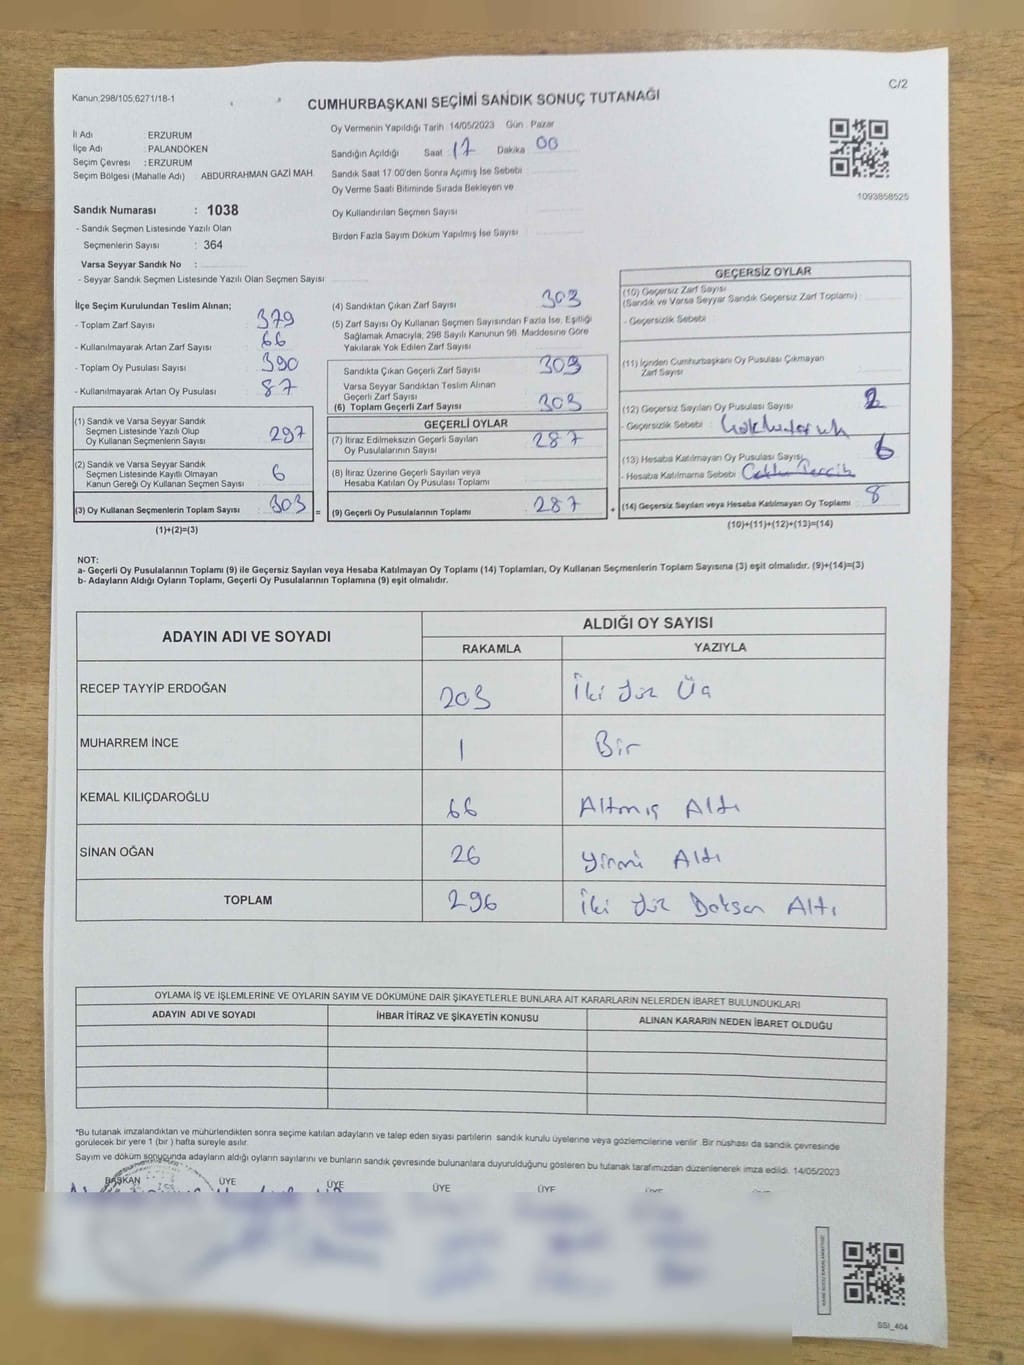 Kanun:298/105;6271/18-1
C/2
CUMHURBAŞKANI SEÇİMİ SANDIK SONUÇ TUTANAĞI
İl Adı : ERZURUM
İlçe Adı : PALANDÖKEN
Seçim Çevresi : ERZURUM
Seçim Bölgesi (Mahalle Adı) : ABDURRAHMAN GAZİ MAH.
Sandık Numarası : 1038
- Sandık Seçmen Listesinde Yazılı Olan
Seçmenlerin Sayısı : 364
Varsa Seyyar Sandık No :
- Seyyar Sandık Seçmen Listesinde Yazılı Olan Seçmen Sayısı
Oy Vermenin Yapıldığı Tarih : 14/05/2023 Gün : Pazar
Sandığın Açıldığı Saat : 17 Dakika : 00
Sandık Saat 17.00'den Sonra Açımış İse Sebebi :
Oy Verme Saati Bitiminde Sırada Bekleyen ve
Oy Kullandırılan Seçmen Sayısı
Birden Fazla Sayım Döküm Yapılmış İse Sayısı :
1093858525
İlçe Seçim Kurulundan Teslim Alınan;
- Toplam Zarf Sayısı : 379
- Kullanılmayarak Artan Zarf Sayısı : 66
- Toplam Oy Pusulası Sayısı : 390
- Kullanılmayarak Artan Oy Pusulası : 87
(1) Sandık ve Varsa Seyyar Sandık
Seçmen Listesinde Yazılı Olup
Oy Kullanan Seçmenlerin Sayısı : 297
(2) Sandık ve Varsa Seyyar Sandık
Seçmen Listesinde Kayıtlı Olmayan
Kanun Gereği Oy Kullanan Seçmen Sayısı : 6
(3) Oy Kullanan Seçmenlerin Toplam Sayısı : 303 =
(1)+(2)=(3)
(4) Sandıktan Çıkan Zarf Sayısı : 303
(5) Zarf Sayısı Oy Kullanan Seçmen Sayısından Fazla İse, Eşitliği
Sağlamak Amacıyla, 298 Sayılı Kanunun 98. Maddesine Göre
Yakılarak Yok Edilen Zarf Sayısı
Sandıkta Çıkan Geçerli Zarf Sayısı : 303
Varsa Seyyar Sandıktan Teslim Alınan
Geçerli Zarf Sayısı
(6) Toplam Geçerli Zarf Sayısı : 303
GEÇERLİ OYLAR
(7) İtiraz Edilmeksizin Geçerli Sayılan
Oy Pusulalarının Sayısı : 287
(8) İtiraz Üzerine Geçerli Sayılan veya
Hesaba Katılan Oy Pusulası Toplamı
(9) Geçerli Oy Pusulalarının Toplamı : 287 +
GEÇERSİZ OYLAR
(10) Geçersiz Zarf Sayısı
(Sandık ve Varsa Seyyar Sandık Geçersiz Zarf Toplamı) :
- Geçersizlik Sebebi :
(11) İçinden Cumhurbaşkanı Oy Pusulası Çıkmayan
Zarf Sayısı
(12) Geçersiz Sayılan Oy Pusulası Sayısı : 2
- Geçersizlik Sebebi :
(13) Hesaba Katılmayan Oy Pusulası Sayısı 6
- Hesaba Katılmama Sebebi :
(14) Geçersiz Sayılan veya Hesaba Katılmayan Oy Toplamı : 8
(10)+(11)+(12)+(13)=(14)
NOT:
a- Geçerli Oy Pusulalarının Toplamı (9) ile Geçersiz Sayılan veya Hesaba Katılmayan Oy Toplamı (14) Toplamları, Oy Kullanan Seçmenlerin Toplam Sayısına (3) eşit olmalıdır. (9)+(14)=(3)
b- Adayların Aldığı Oyların Toplamı, Geçerli Oy Pusulalarının Toplamına (9) eşit olmalıdır.
ADAYIN ADI VE SOYADI ALDIĞI OY SAYISI
RAKAMLA YAZIYLA
RECEP TAYYİP ERDOĞAN 203 İki Yüz Üç
MUHARREM İNCE 1 Bir
KEMAL KILIÇDAROĞLU 66 Altmış Altı
SİNAN OĞAN 26 Yirmi Altı
TOPLAM 296 İki Yüz Doksan Altı
OYLAMA İŞ VE İŞLEMLERİNE VE OYLARIN SAYIM VE DÖKÜMÜNE DAİR ŞİKAYETLERLE BUNLARA AİT KARARLARIN NELERDEN İBARET BULUNDUKLARI
ADAYIN ADI VE SOYADI İHBAR İTİRAZ VE ŞİKAYETİN KONUSU ALINAN KARARIN NEDEN İBARET OLDUĞU
*Bu tutanak imzalandıktan ve mühürlendikten sonra seçime katılan adayların ve talep eden siyasi partilerin sandık kurulu üyelerine veya gözlemcilerine verilir. Bir nüshası da sandık çevresinde
görülecek bir yere 1 (bir) hafta süreyle asılır.
Sayım ve döküm sonucunda adayların aldığı oyların sayılarını ve bunların sandık çevresinde bulunanlara duyurulduğunu gösteren bu tutanak tarafımızdan düzenlenerek imza edildi. 14/05/2023
BAŞKAN ÜYE ÜYE ÜYE ÜYE ÜYE
SSI_404